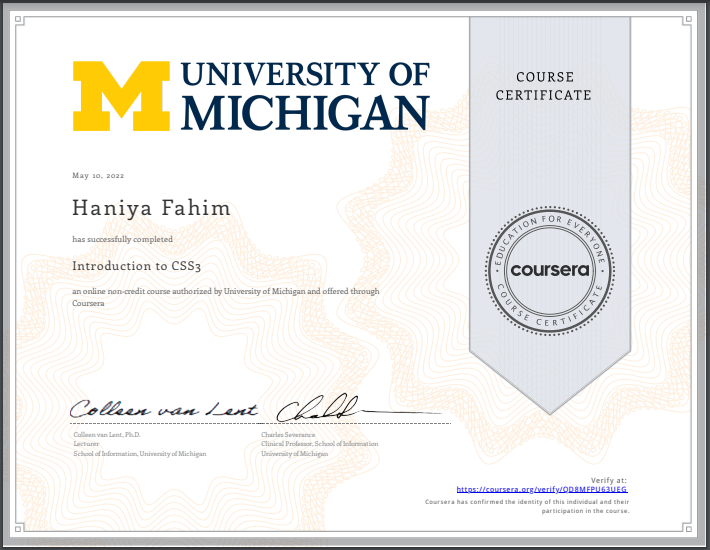 UNIVERSITY OF
MICHIGAN
COURSE
CERTIFICATE
May 10, 2022
Haniya Fahim
has successfully completed
Introduction to CSS3
an online non-credit course authorized by University of Michigan and offered through
Coursera
EDUCATION FOR EVERYONE
coursera
COURSE CERTIFICATE
Colleen van Lent
Colleen van Lent, Ph.D.
Lecturer
School of Information, University of Michigan
Charles Severance
Clinical Professor, School of Information
University of Michigan
Verify at:
https://coursera.org/verify/QD8MFPU63UEG
Coursera has confirmed the identity of this individual and their
participation in the course.